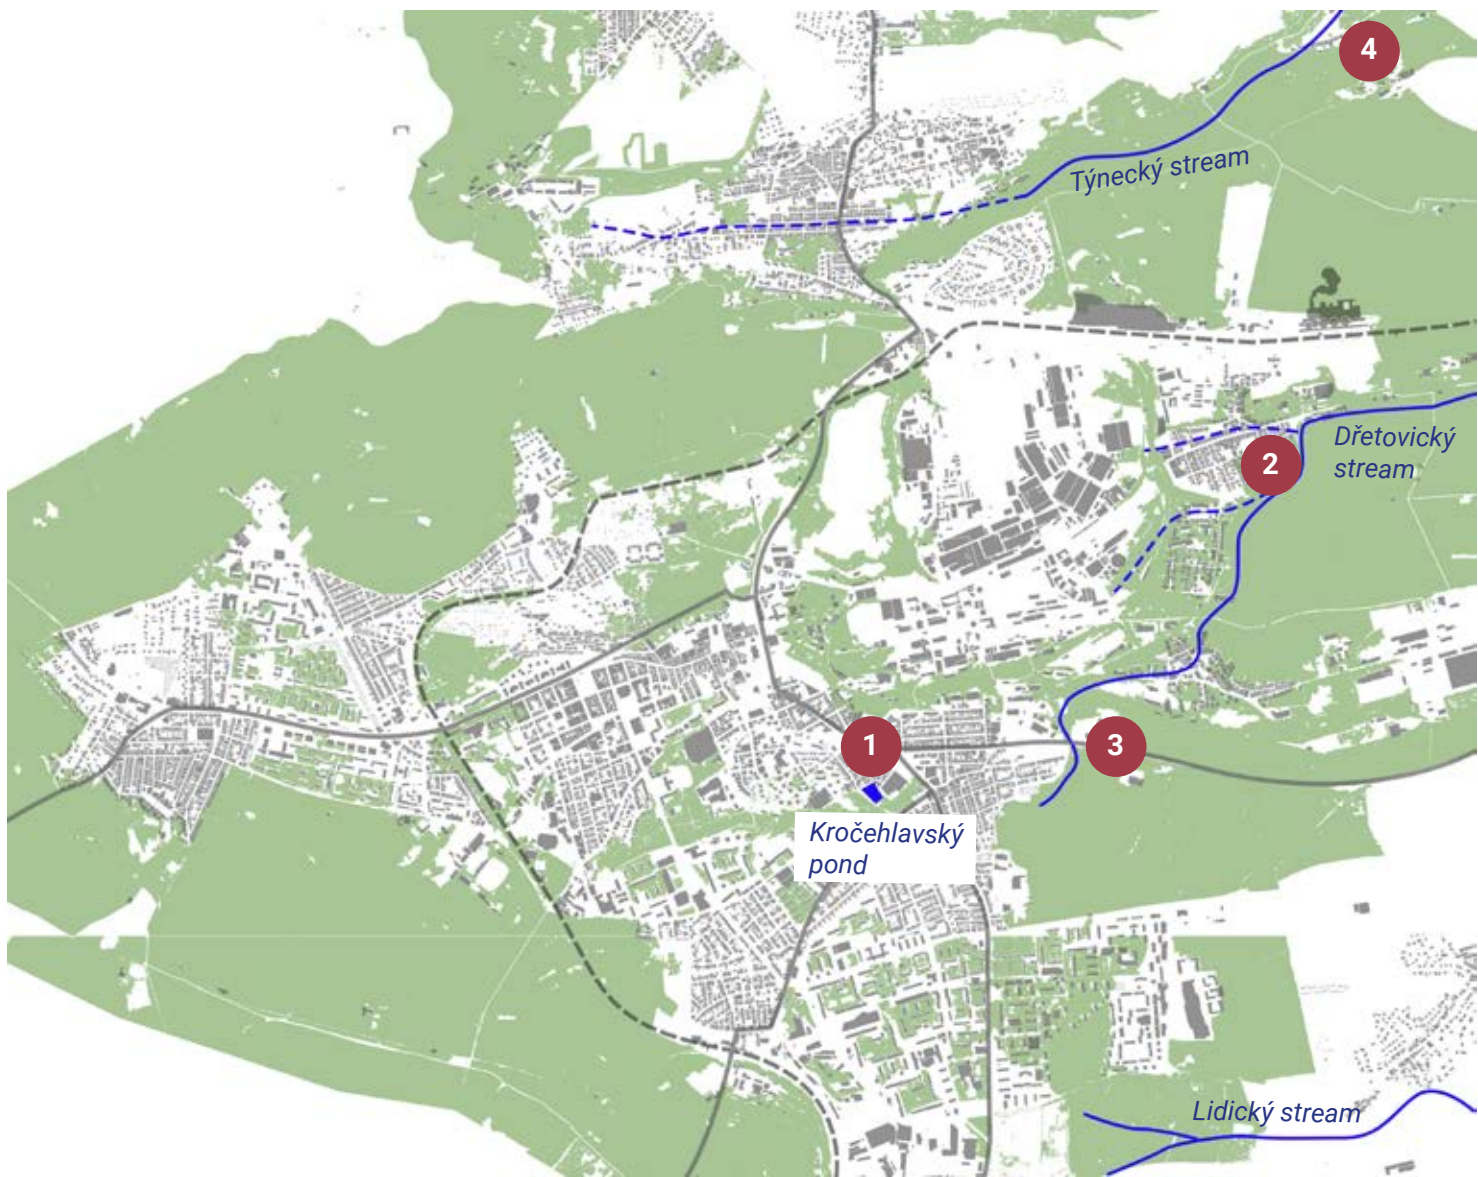 4
Týnecký stream
Dřetovický
stream
2
1
3
Kročehlavský
pond
Lidický stream